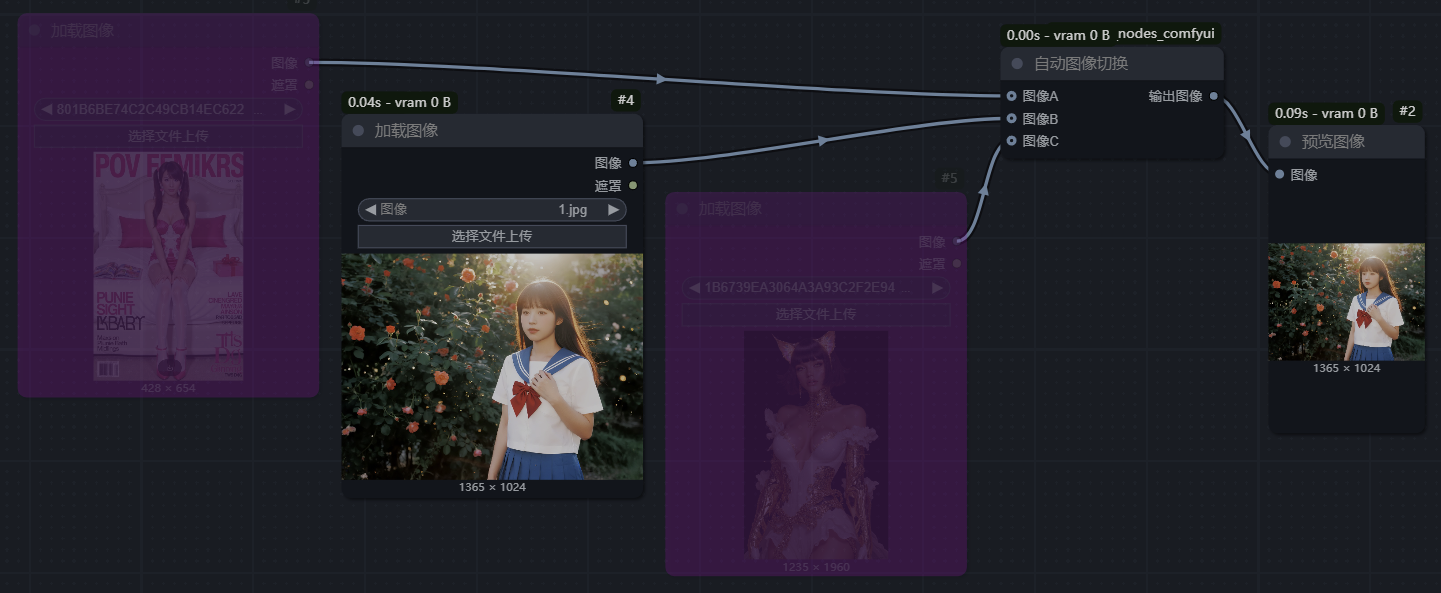 #3
加载图像
图像
遮罩
801B6BE74C2C49CB14EC622 ...
选择文件上传
POV FEMIKRS
PUNIE
SIGHT
LKBABY
428 × 654
0.04s - vram 0 B
#4
加载图像
图像
遮罩
图像 1.jpg
选择文件上传
1365 × 1024
#5
加载图像
图像
遮罩
1B6739EA3064A3A93C2F2E94 ...
选择文件上传
1235 × 1960
0.00s - vram 0 B
_nodes_comfyui
自动图像切换
图像A 输出图像
图像B
图像C
0.09s - vram 0 B
#2
预览图像
图像
1365 × 1024